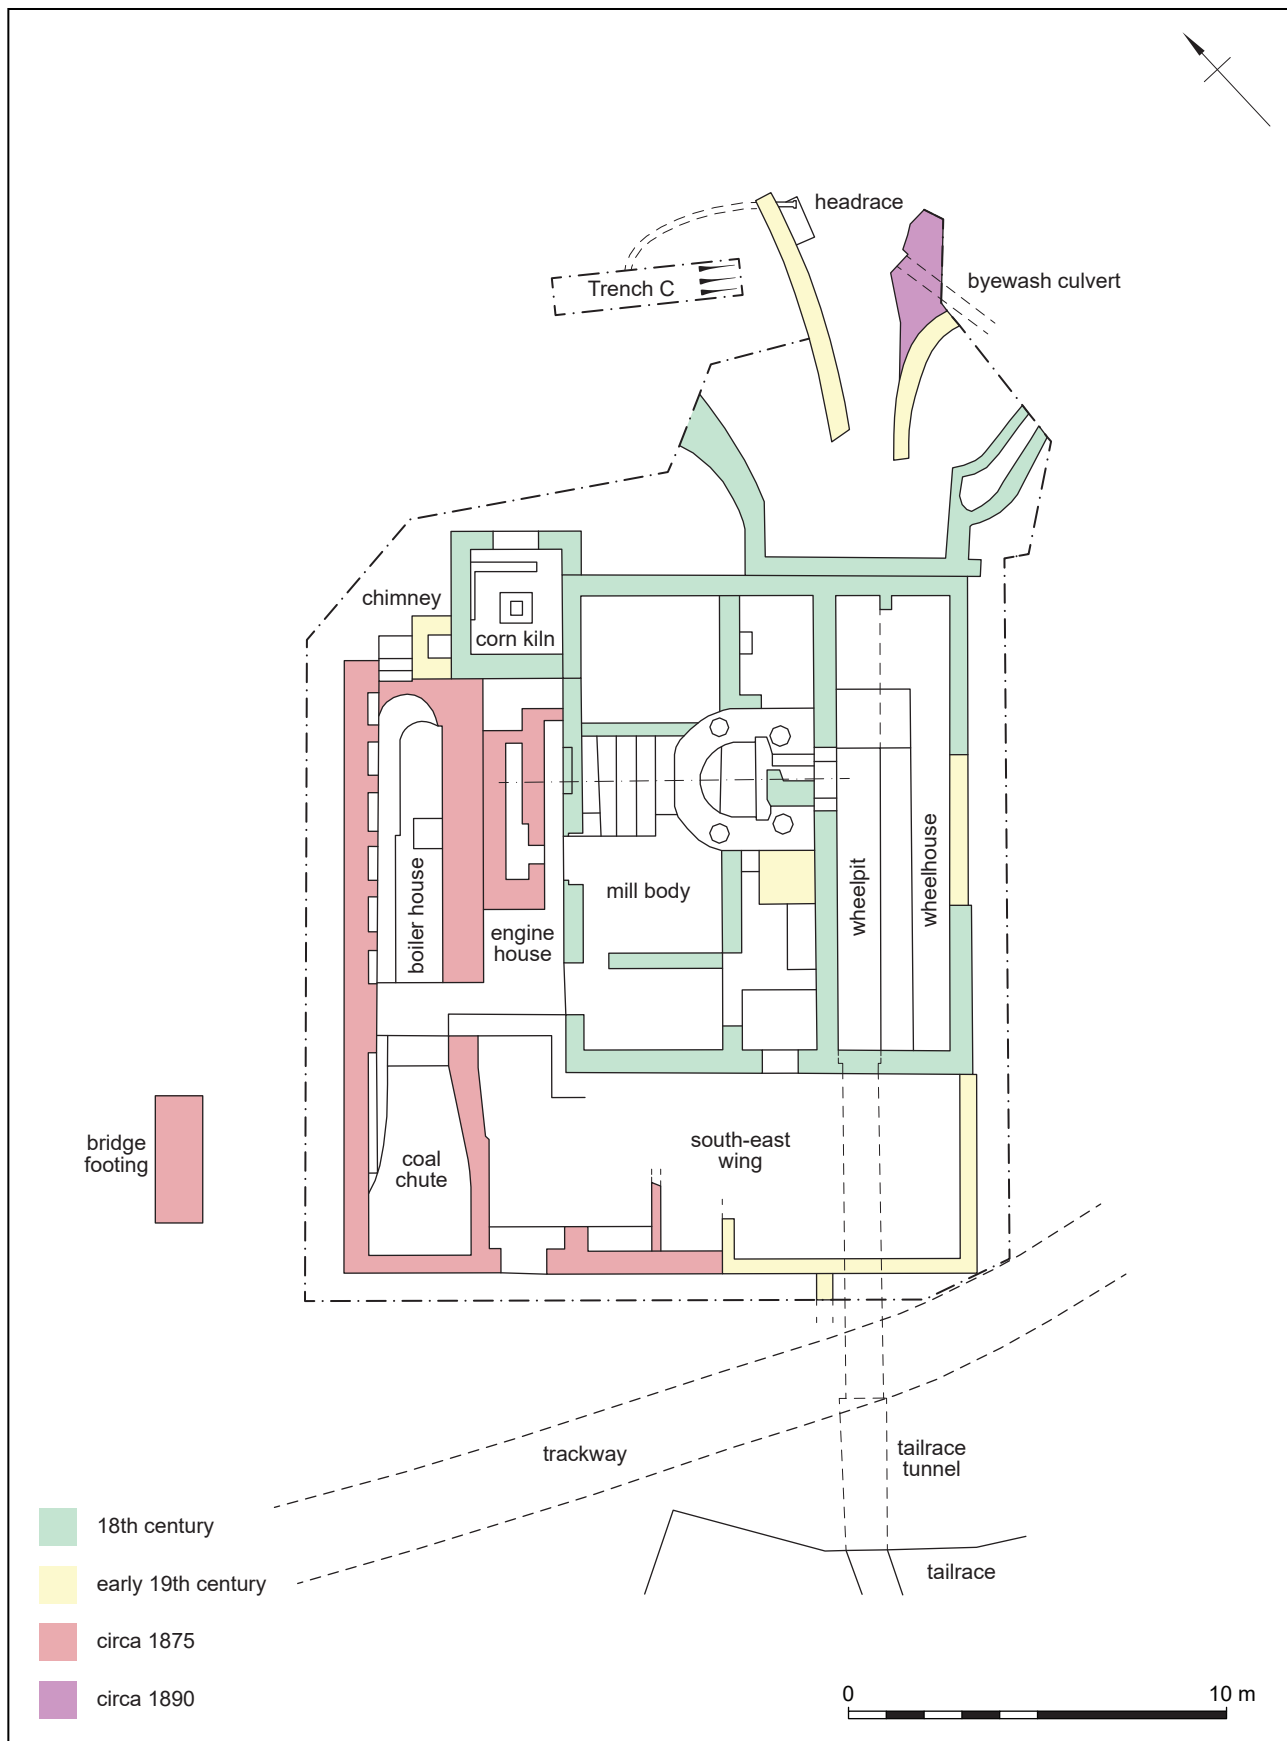 headrace
byewash culvert
Trench C
chimney
corn kiln
boiler house
engine
house
mill body
wheelpit
wheelhouse
bridge
footing
coal
chute
south-east
wing
trackway
tailrace
tunnel
tailrace
18th century
early 19th century
circa 1875
circa 1890
0
10 m